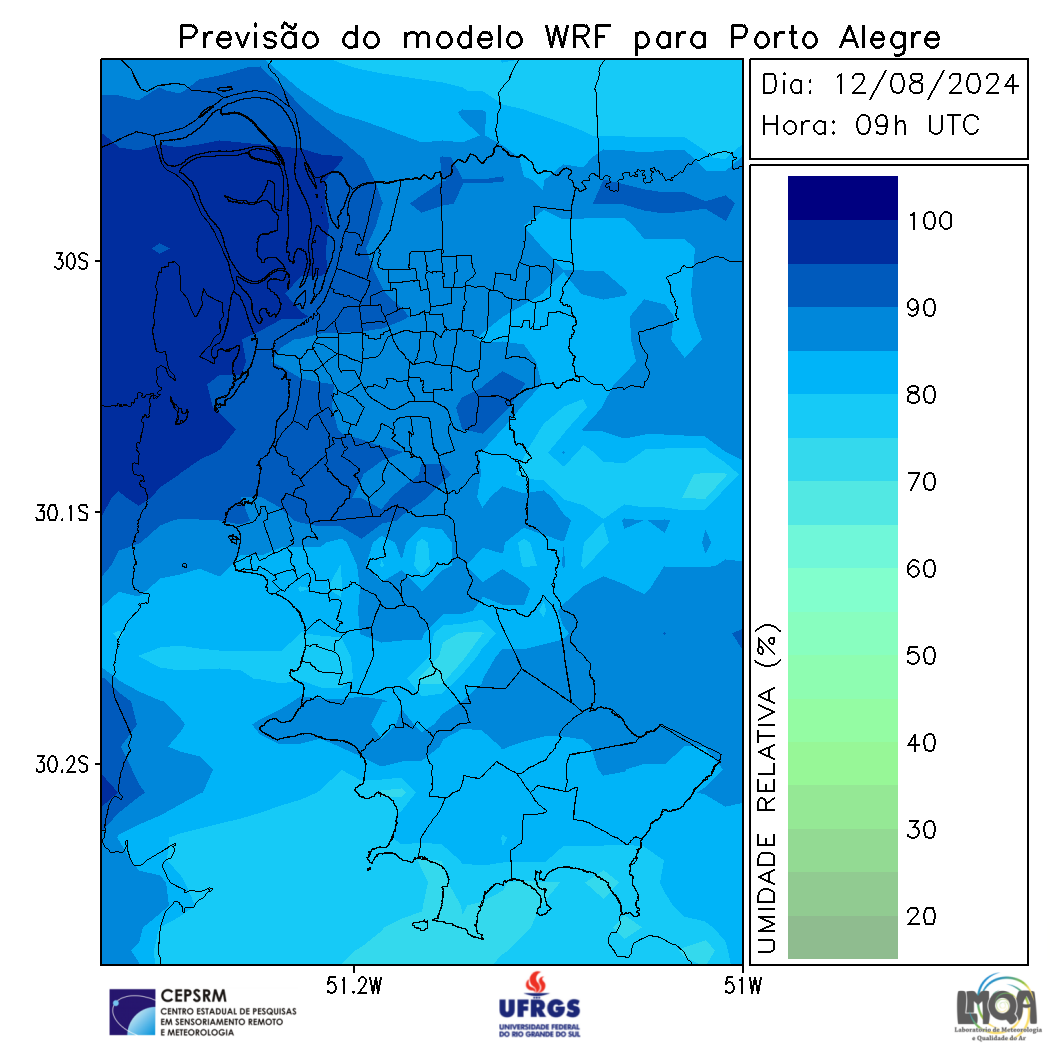 Previsão do modelo WRF para Porto Alegre
Dia: 12/08/2024
Hora: 09h UTC
100
90
80
70
60
50
40
30
20
UMIDADE RELATIVA (%)
30S
30.1S
30.2S
51.2W
51W
CEPSRM
CENTRO ESTADUAL DE PESQUISAS
EM SENSORIAMENTO REMOTO
E METEOROLOGIA
UFRGS
UNIVERSIDADE FEDERAL
DO RIO GRANDE DO SUL
LMQA
Laboratório de Meteorologia
e Qualidade do Ar